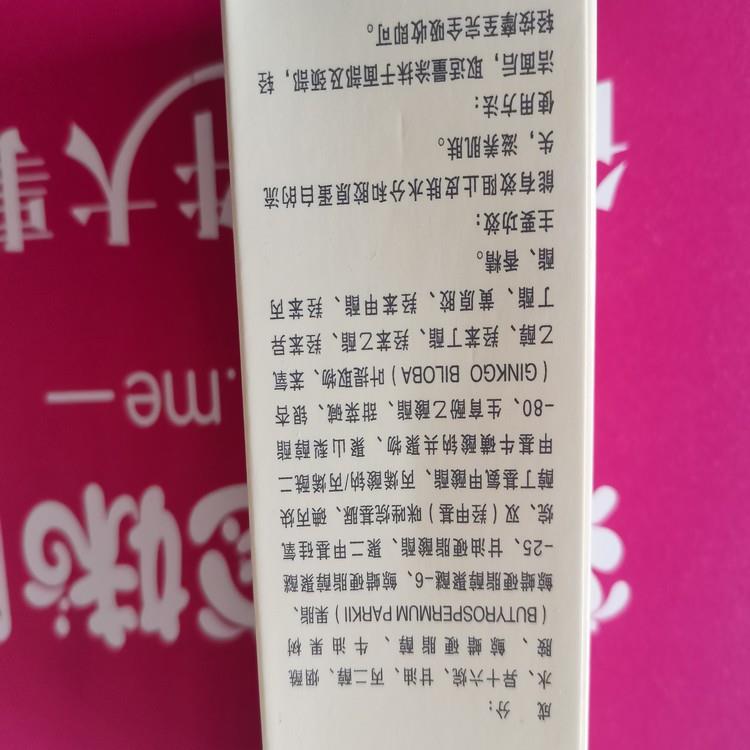 成 分：
水、异十六烷、甘油、丙二醇、烟酰
胺、鲸蜡硬脂醇、牛油果树
(BUTYROSPERMUM PARKII)果脂、
鲸蜡硬脂醇聚醚-6、鲸蜡硬脂醇聚醚
-25、甘油硬脂酸酯、聚二甲基硅氧
烷、双(羟甲基)咪唑烷基脲、碘丙炔
醇丁基氨甲酸酯、丙烯酸钠/丙烯酰二
甲基牛磺酸钠共聚物、聚山梨醇酯
-80、生育酚乙酸酯、甜菜碱、银杏
(GINKGO BILOBA)叶提取物、苯氧
乙醇、羟苯丁酯、羟苯乙酯、羟苯异
丁酯、黄原胶、羟苯甲酯、羟苯丙
酯、香精。
主要功效：
能有效阻止皮肤水分和胶原蛋白的流
失，滋养肌肤。
使用方法：
洁面后，取适量涂抹于面部及颈部，轻
轻按摩至完全吸收即可。
大事
.me